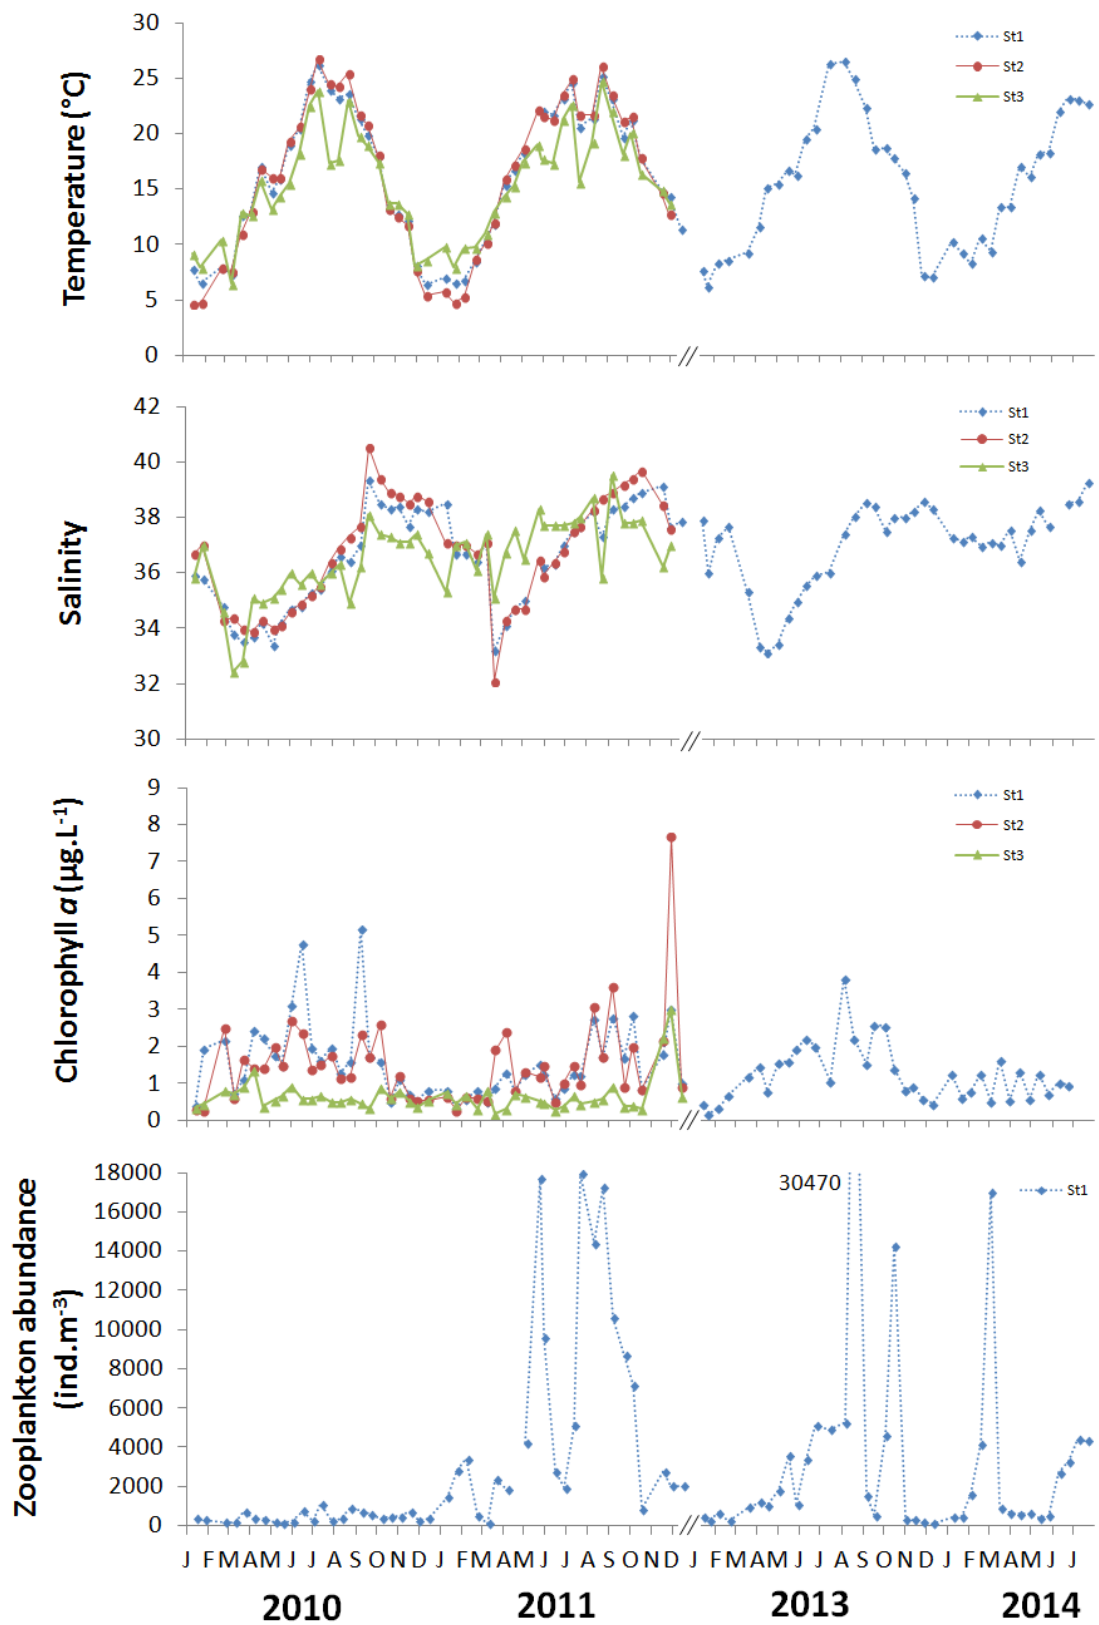 30
25
20
15
10
5
0
Temperature (°C)
St1
St2
St3
42
40
38
36
34
32
30
Salinity
St1
St2
St3
9
8
7
6
5
4
3
2
1
0
Chlorophyll a (µg.L-1)
St1
St2
St3
18000
16000
14000
12000
10000
8000
6000
4000
2000
0
Zooplankton abundance
(ind.m-3)
30470
St1
J F M A M J J A S O N D J F M A M J J A S O N D J F M A M J J A S O N D J F M A M J J
2010 2011 2013 2014